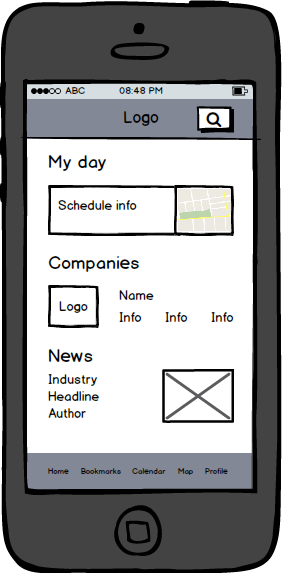 ABC 08:48 PM
Logo
My day
Schedule info
Companies
Logo
Name
Info Info Info
News
Industry
Headline
Author
Home Bookmarks Calendar Map Profile